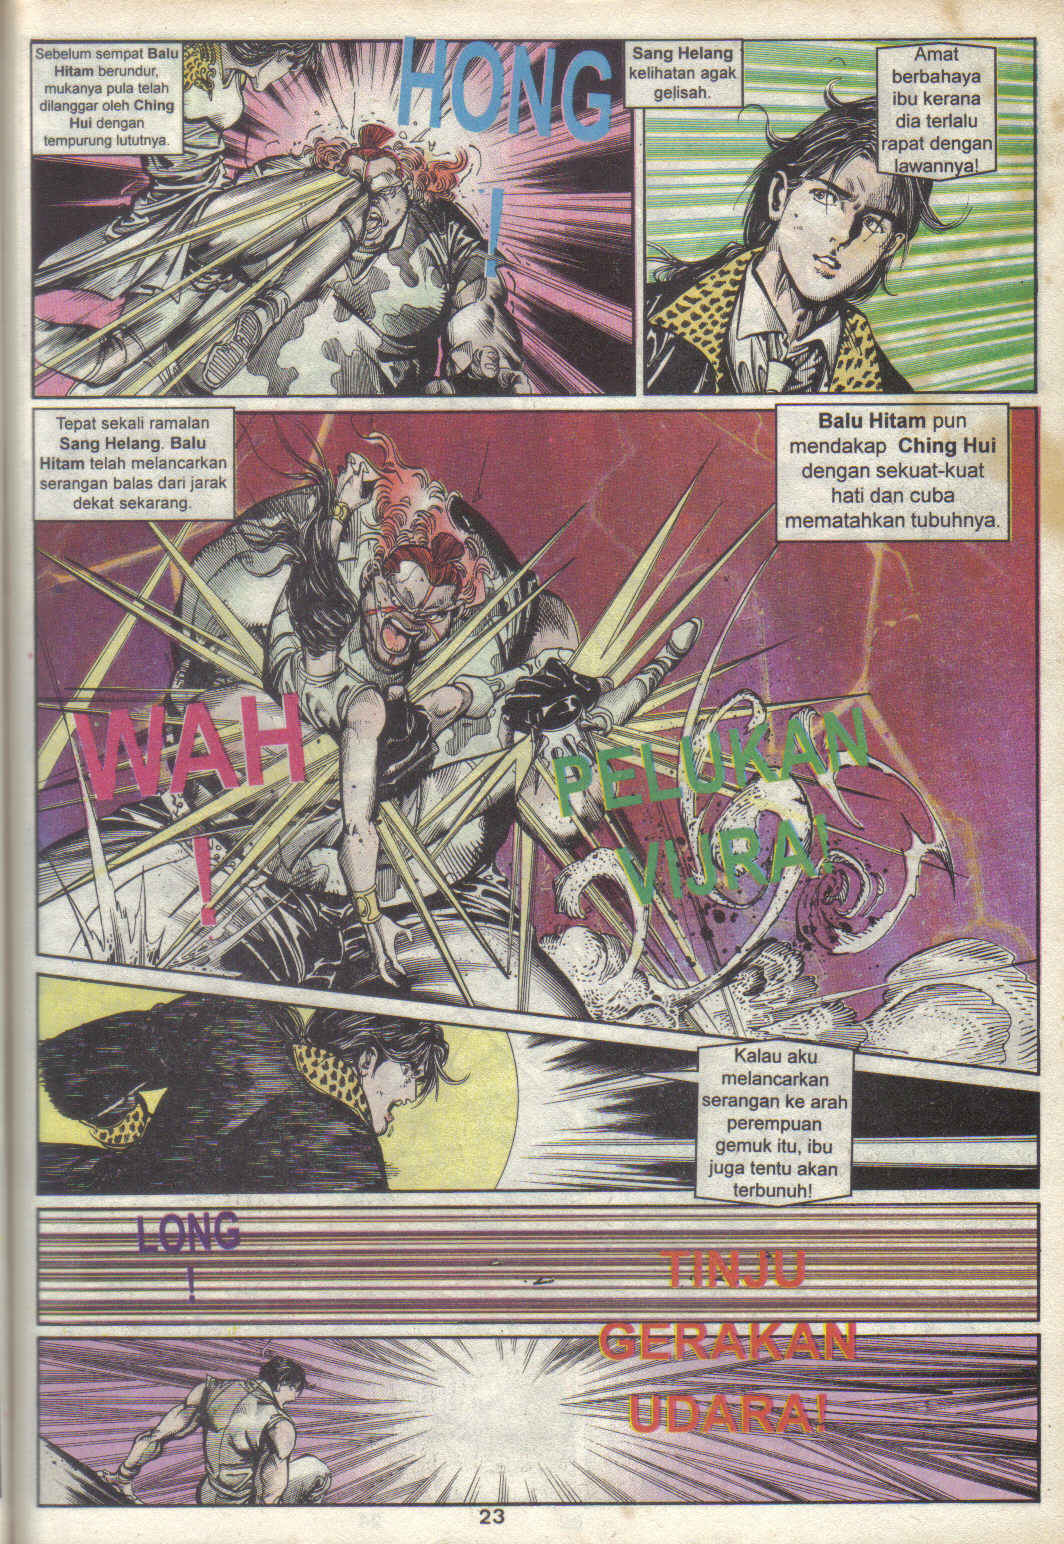 Sebelum sempat Balu
Hitam berundur,
mukanya pula telah
dilanggar oleh Ching
Hui dengan
tempurung lututnya.
HONG
!
Sang Helang
kelihatan agak
gelisah.
Amat
berbahaya
ibu kerana
dia terlalu
rapat dengan
lawannya!
Tepat sekali ramalan
Sang Helang. Balu
Hitam telah melancarkan
serangan balas dari jarak
dekat sekarang.
Balu Hitam pun
mendakap Ching Hui
dengan sekuat-kuat
hati dan cuba
mematahkan tubuhnya.
WAH
!
PELUKAN
VIJRA!
Kalau aku
melancarkan
serangan ke arah
perempuan
gemuk itu, ibu
juga tentu akan
terbunuh!
LONG
!
TINJU
GERAKAN
UDARA!
23